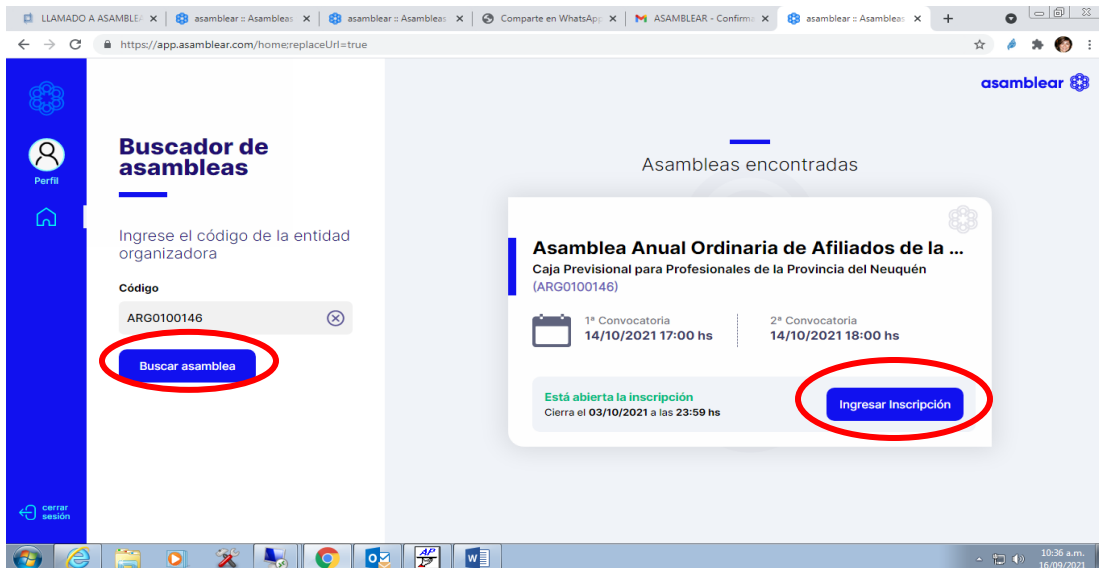 LLAMADO A ASAMBLE
asamblear :: Asambleas
asamblear :: Asambleas
Comparte en WhatsApp
ASAMBLEAR - Confirma
asamblear :: Asambleas
https://app.asamblear.com/home;replaceUrl=true
asamblear
Perfil
cerrar
sesión
Buscador de
asambleas
Ingrese el código de la entidad
organizadora
Código
ARG0100146
Buscar asamblea
Asambleas encontradas
Asamblea Anual Ordinaria de Afiliados de la ...
Caja Previsional para Profesionales de la Provincia del Neuquén
(ARG0100146)
1ª Convocatoria
14/10/2021 17:00 hs
2ª Convocatoria
14/10/2021 18:00 hs
Está abierta la inscripción
Cierra el 03/10/2021 a las 23:59 hs
Ingresar Inscripción
10:36 a.m.
16/09/2021